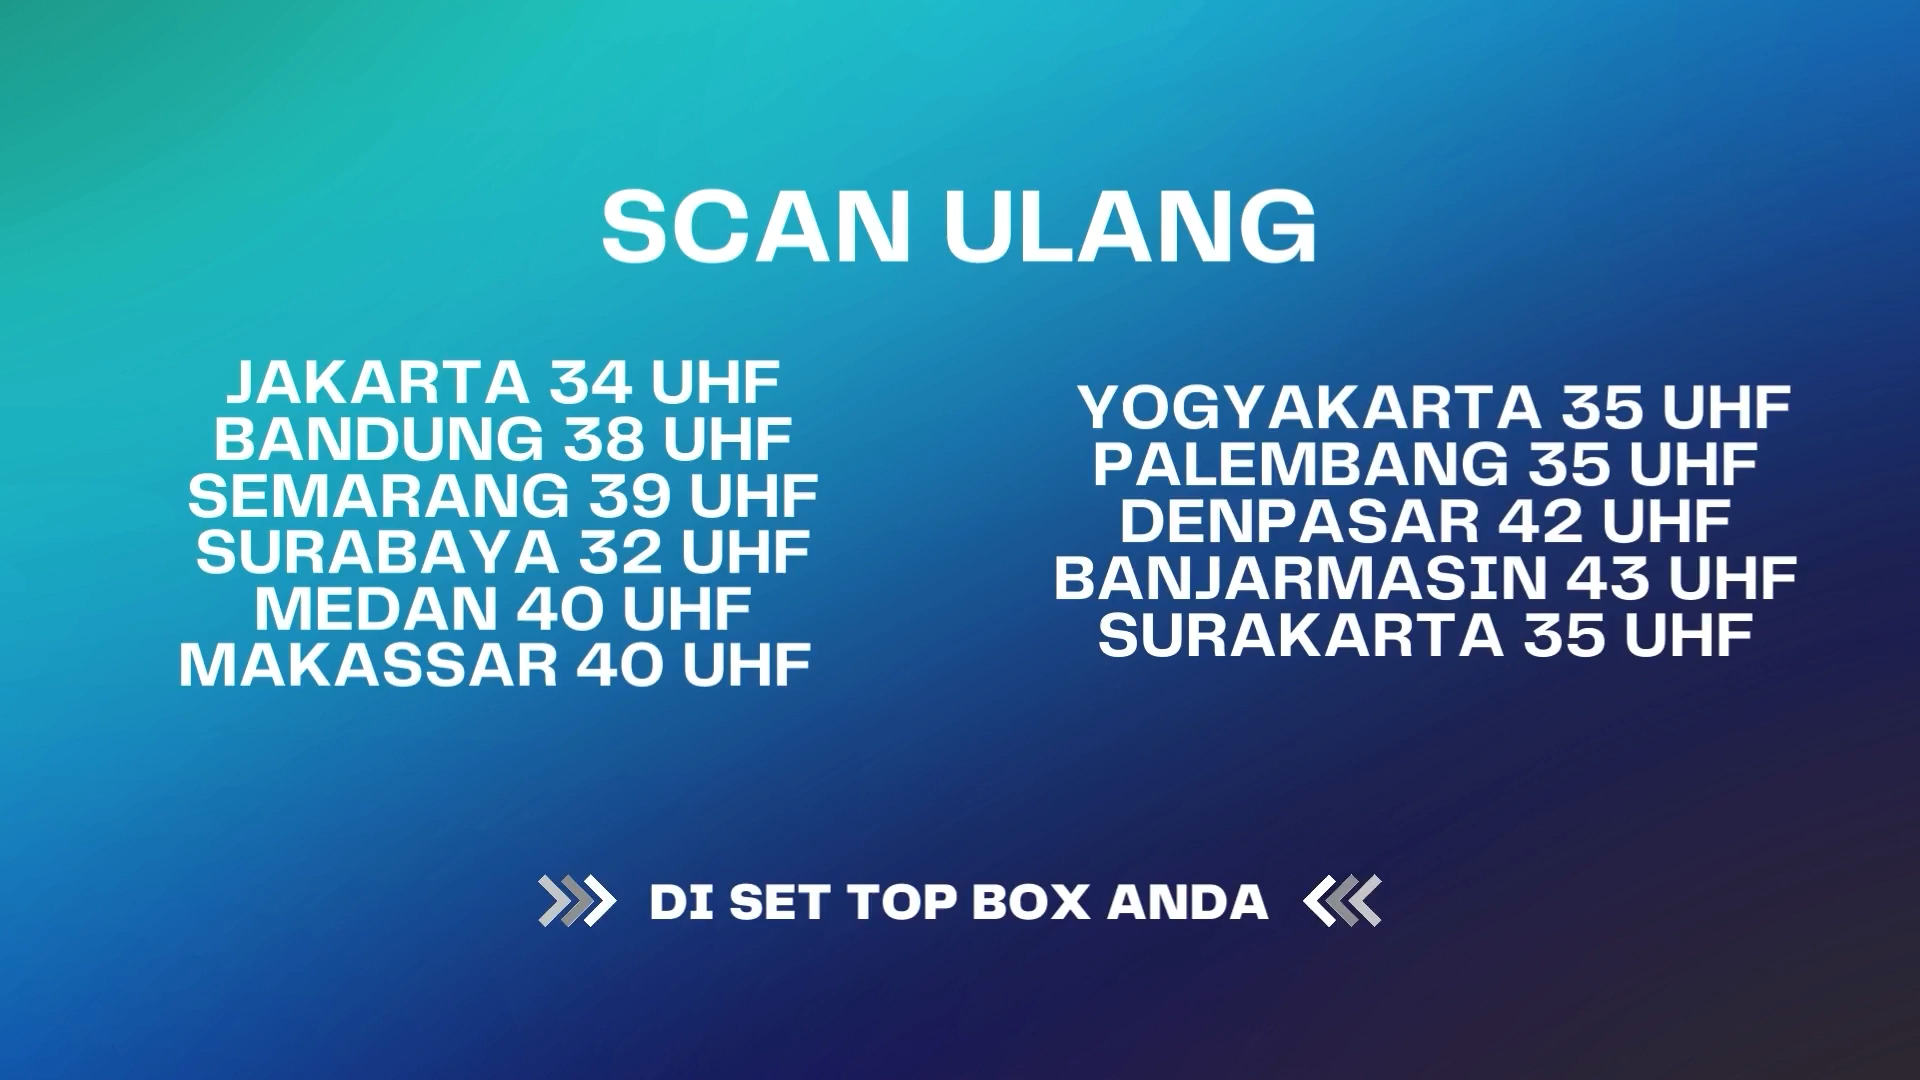 SCAN ULANG
JAKARTA 34 UHF
BANDUNG 38 UHF
SEMARANG 39 UHF
SURABAYA 32 UHF
MEDAN 40 UHF
MAKASSAR 40 UHF
YOGYAKARTA 35 UHF
PALEMBANG 35 UHF
DENPASAR 42 UHF
BANJARMASIN 43 UHF
SURAKARTA 35 UHF
DI SET TOP BOX ANDA